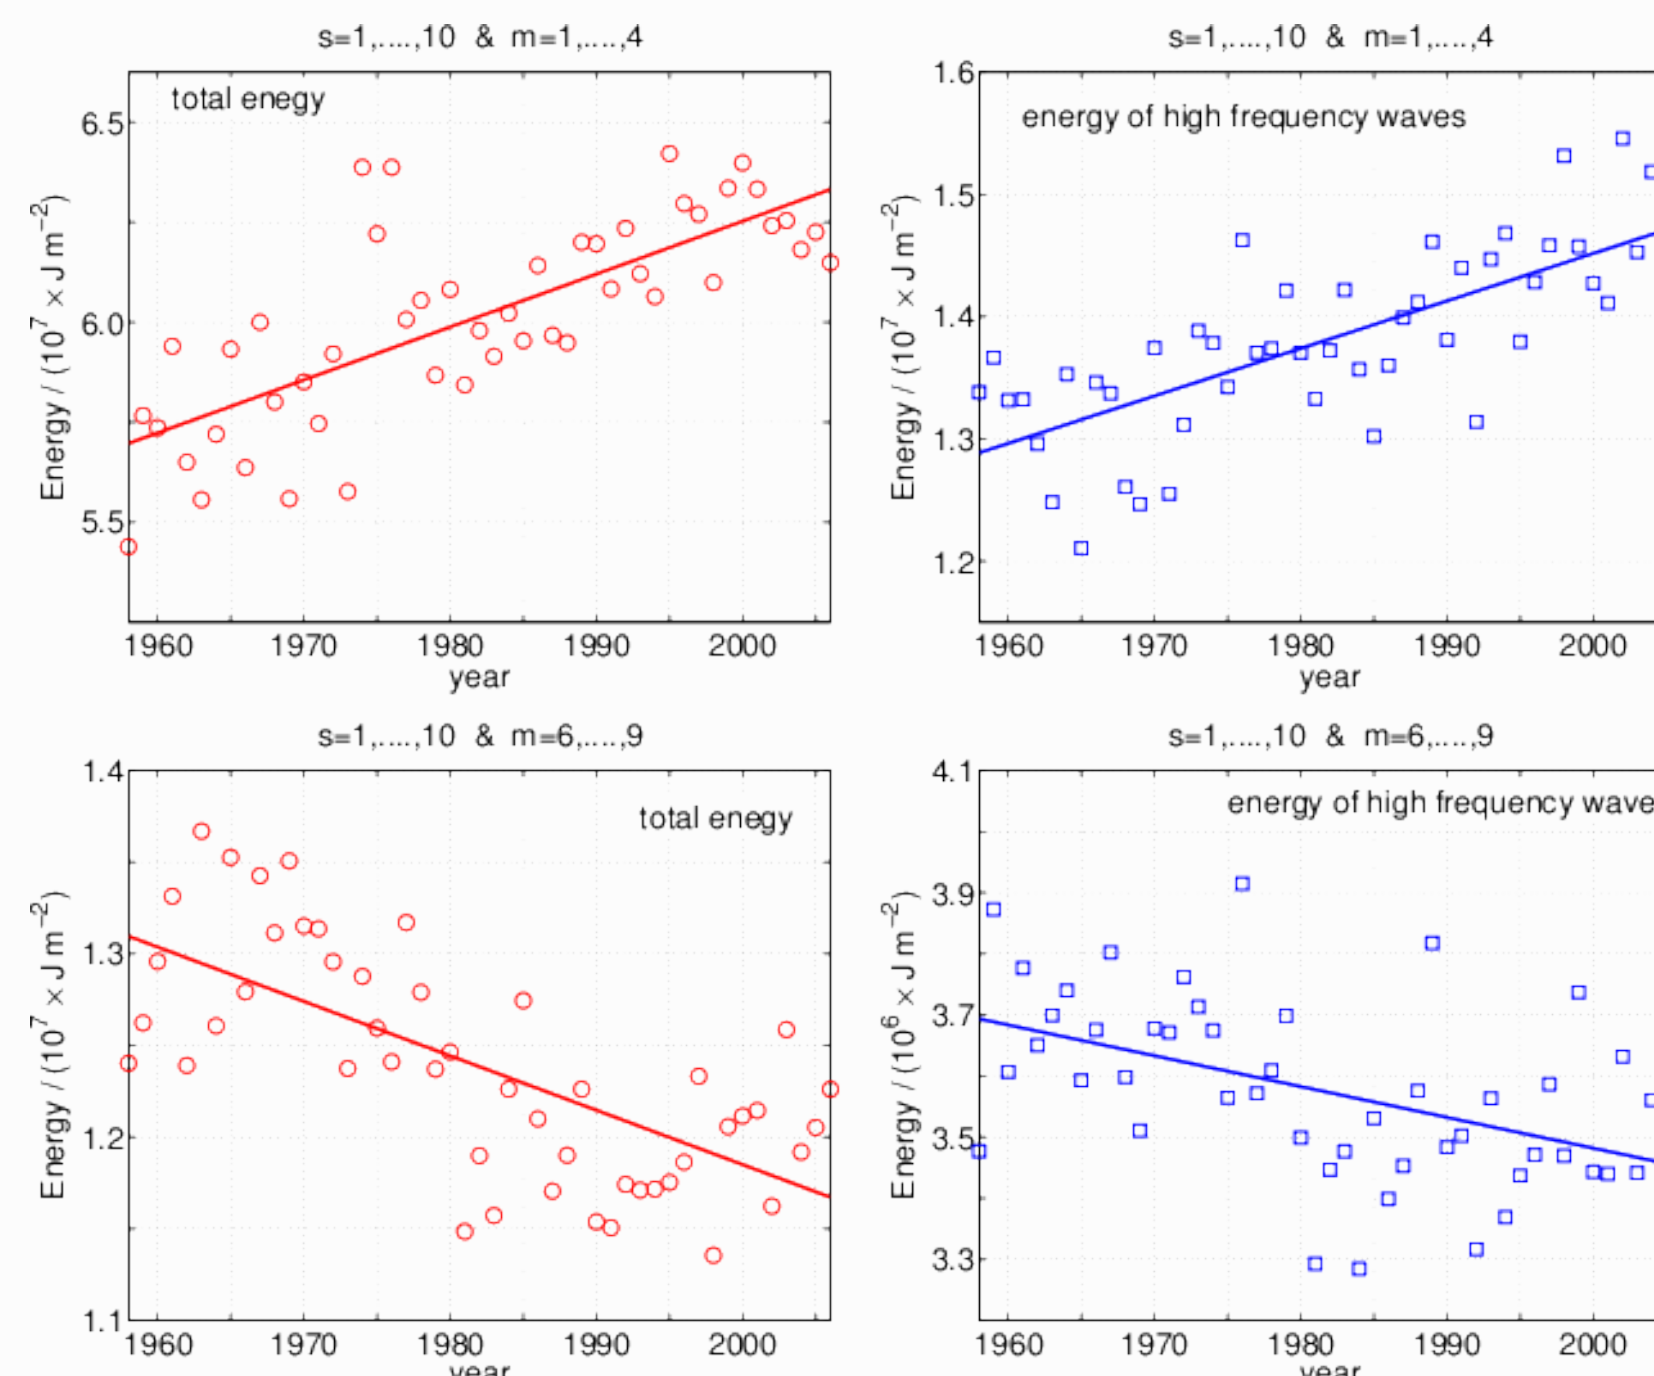 s=1,....,10 & m=1,....,4
total enegy
6.5
6.0
5.5
Energy / (10⁷ × J m⁻²)
1960 1970 1980 1990 2000
year
s=1,....,10 & m=1,....,4
energy of high frequency waves
1.6
1.5
1.4
1.3
1.2
Energy / (10⁷ × J m⁻²)
1960 1970 1980 1990 2000
year
s=1,....,10 & m=6,....,9
total enegy
1.4
1.3
1.2
1.1
Energy / (10⁷ × J m⁻²)
1960 1970 1980 1990 2000
year
s=1,....,10 & m=6,....,9
energy of high frequency wave
4.1
3.9
3.7
3.5
3.3
Energy / (10⁶ × J m⁻²)
1960 1970 1980 1990 2000
year